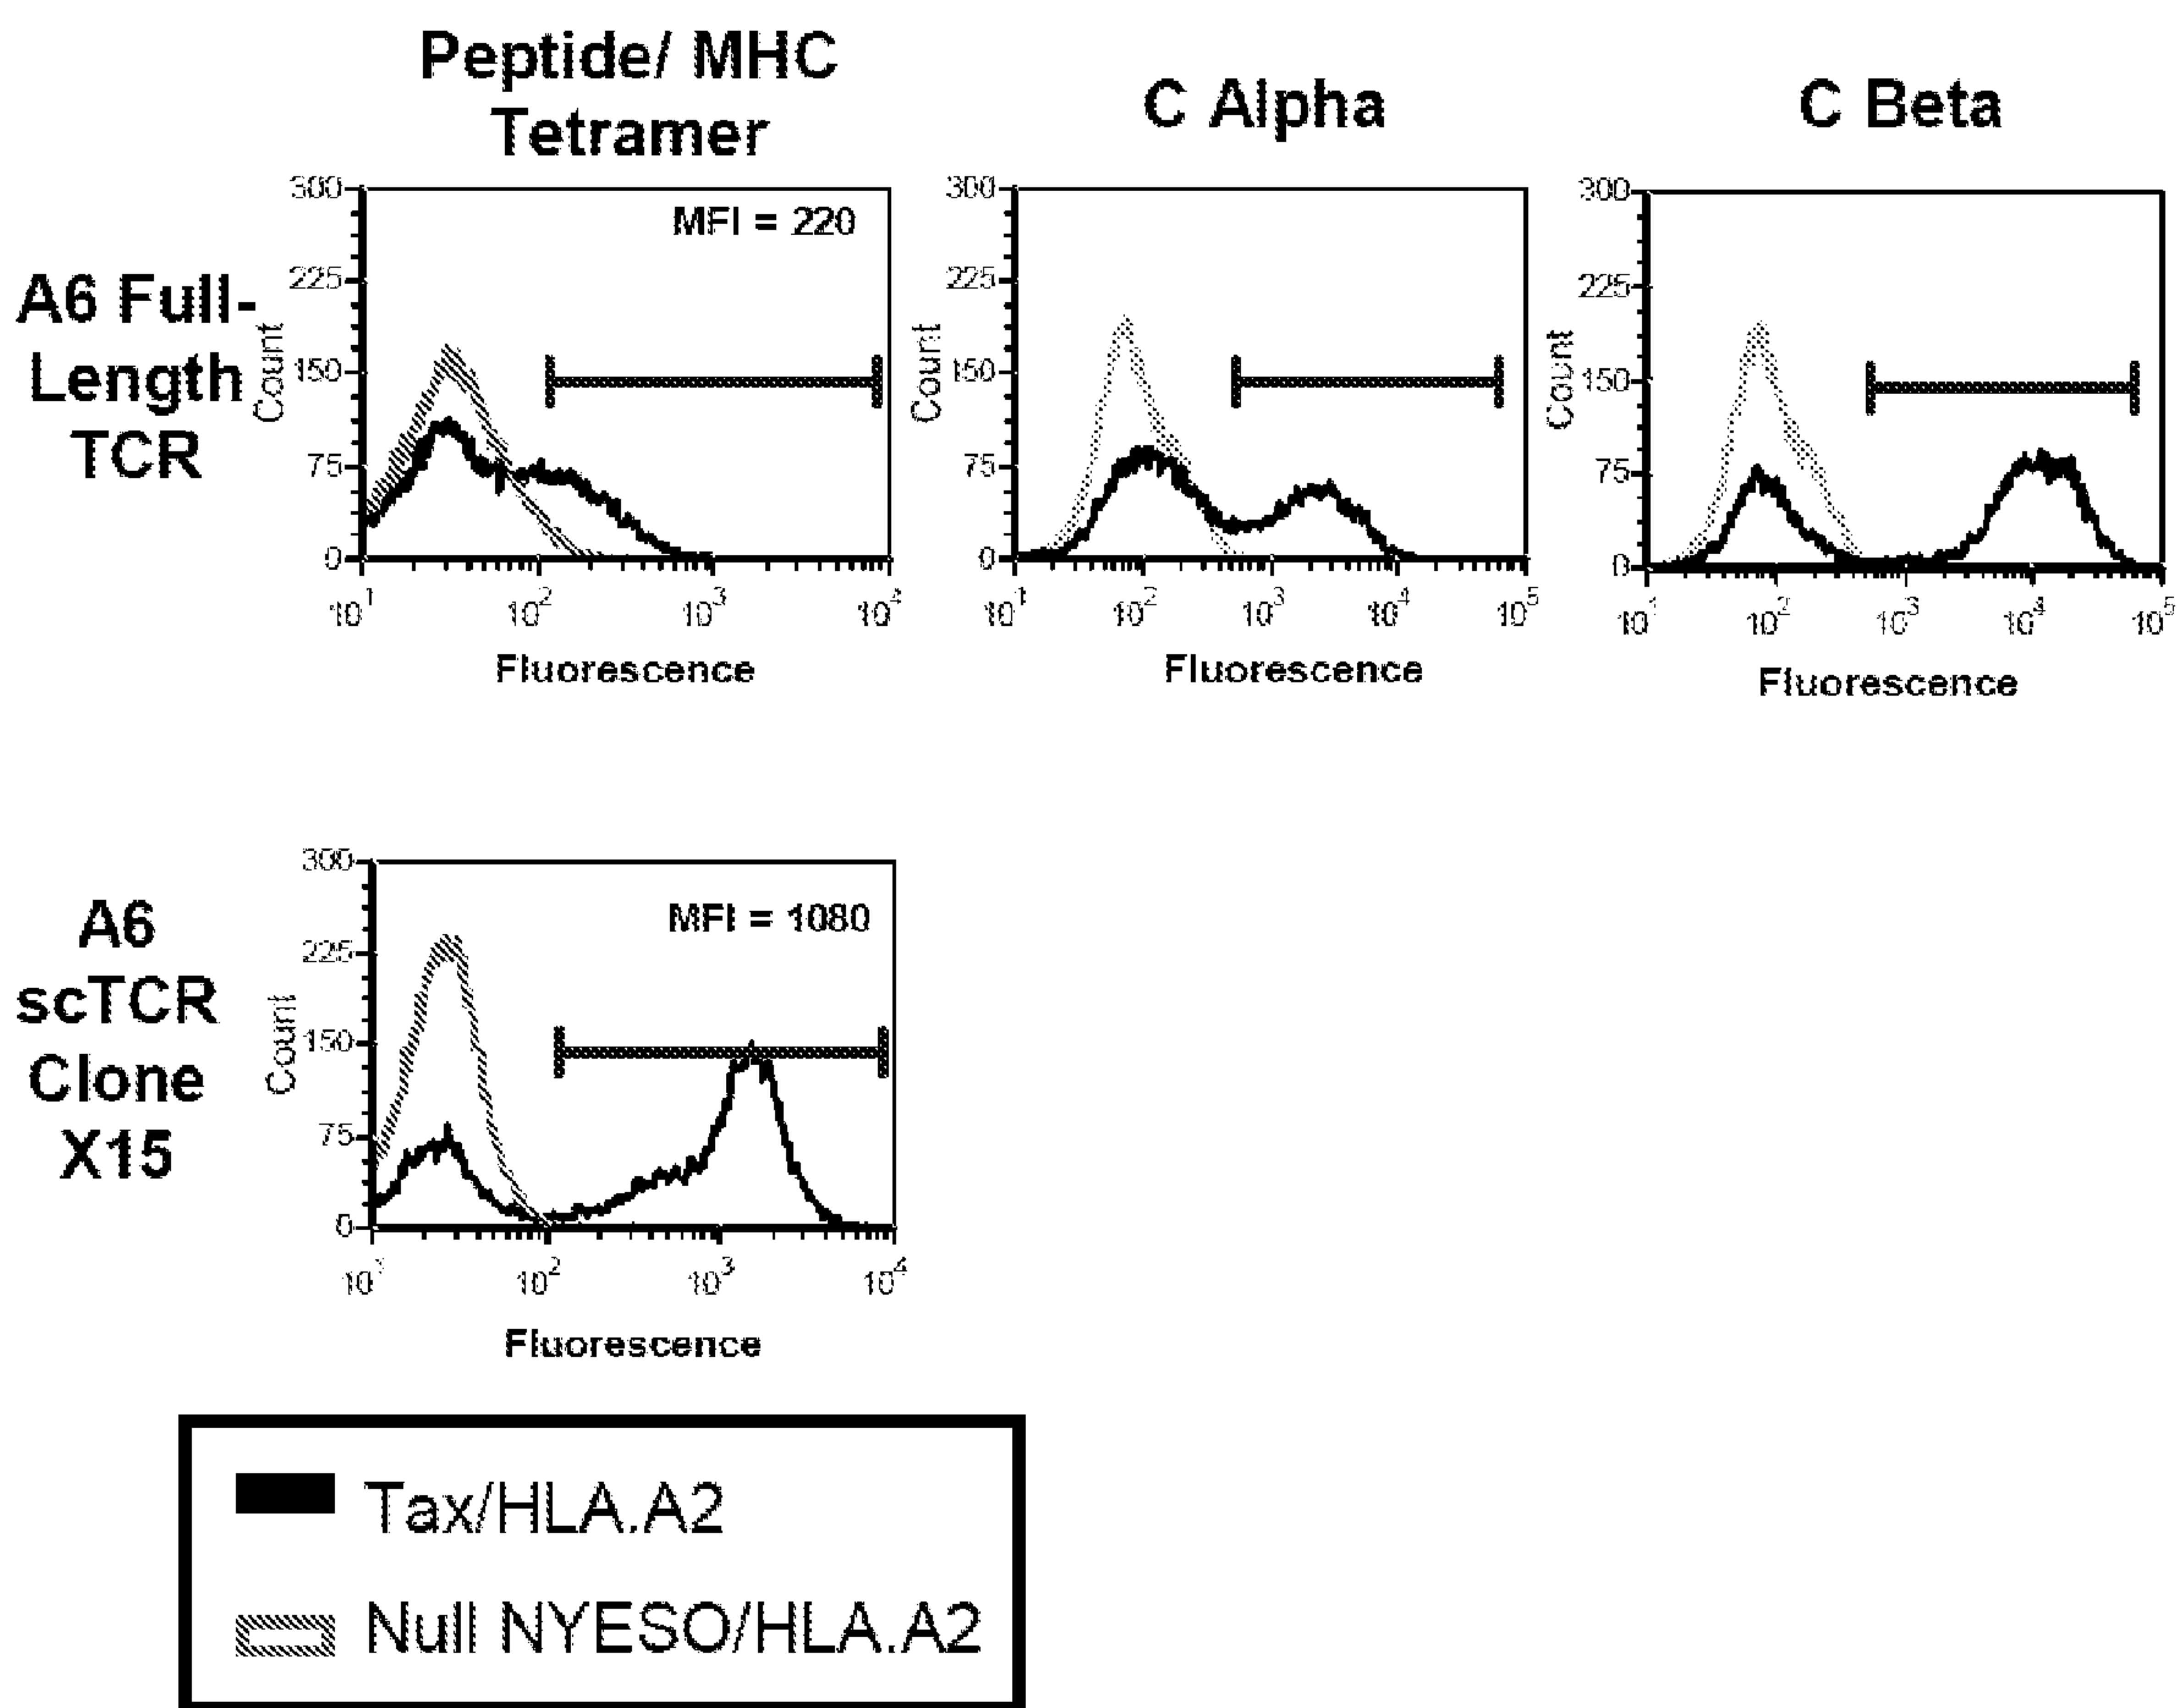 Peptide/ MHC
Tetramer
C Alpha
C Beta
A6 Full-
Length
TCR
300
225
150
75
0
Count
MFI = 220
10^1 10^2 10^3 10^4
Fluorescence
300
225
150
75
0
Count
10^1 10^2 10^3 10^4 10^5
Fluorescence
300
225
150
75
0
Count
10^1 10^2 10^3 10^4 10^5
Fluorescence
A6
scTCR
Clone
X15
300
225
150
75
0
Count
MFI = 1080
10^1 10^2 10^3 10^4
Fluorescence
Tax/HLA.A2
Null NYESO/HLA.A2